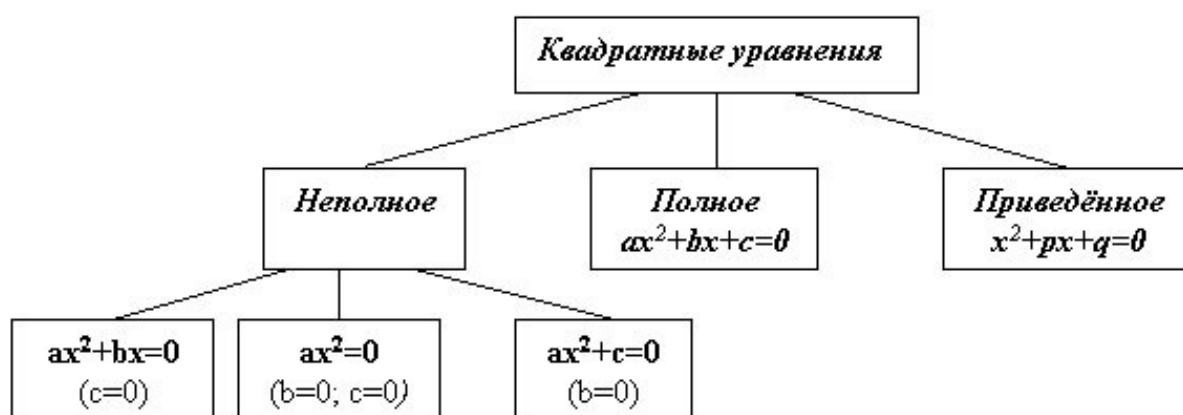 Квадратные уравнения
Неполное
Полное
ax²+bx+c=0
Приведённое
x²+px+q=0
ax²+bx=0
(c=0)
ax²=0
(b=0; c=0)
ax²+c=0
(b=0)